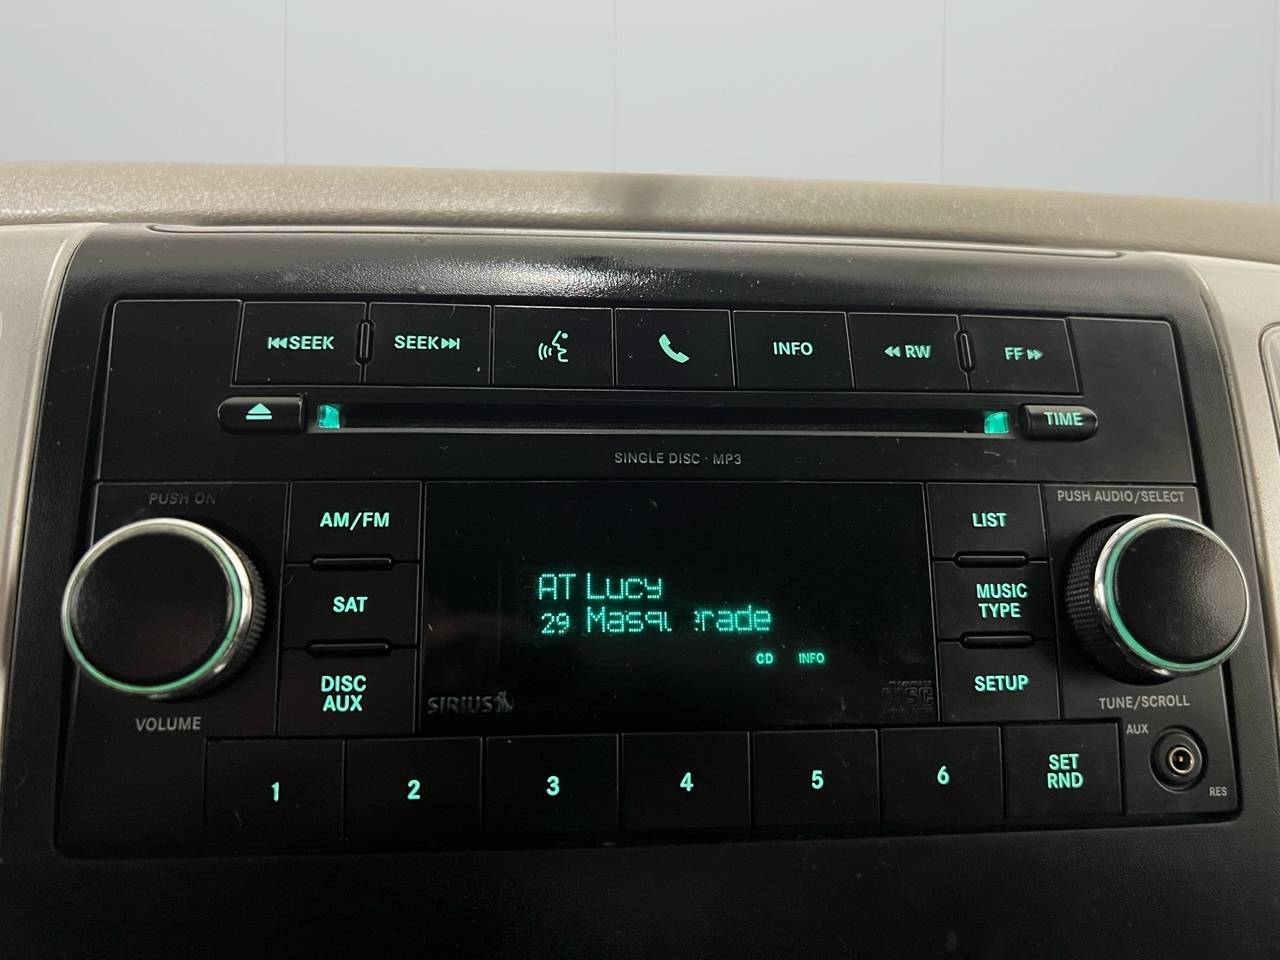 SEEK
SEEK
INFO
RW
FF
TIME
SINGLE DISC · MP3
PUSH ON
PUSH AUDIO/SELECT
AM/FM
LIST
AT Lucy
SAT
29
MUSIC
TYPE
CD INFO
DISC
AUX
SETUP
SIRIUS
DISC
VOLUME
TUNE/SCROLL
AUX
1
2
3
4
5
6
SET
RND
RES